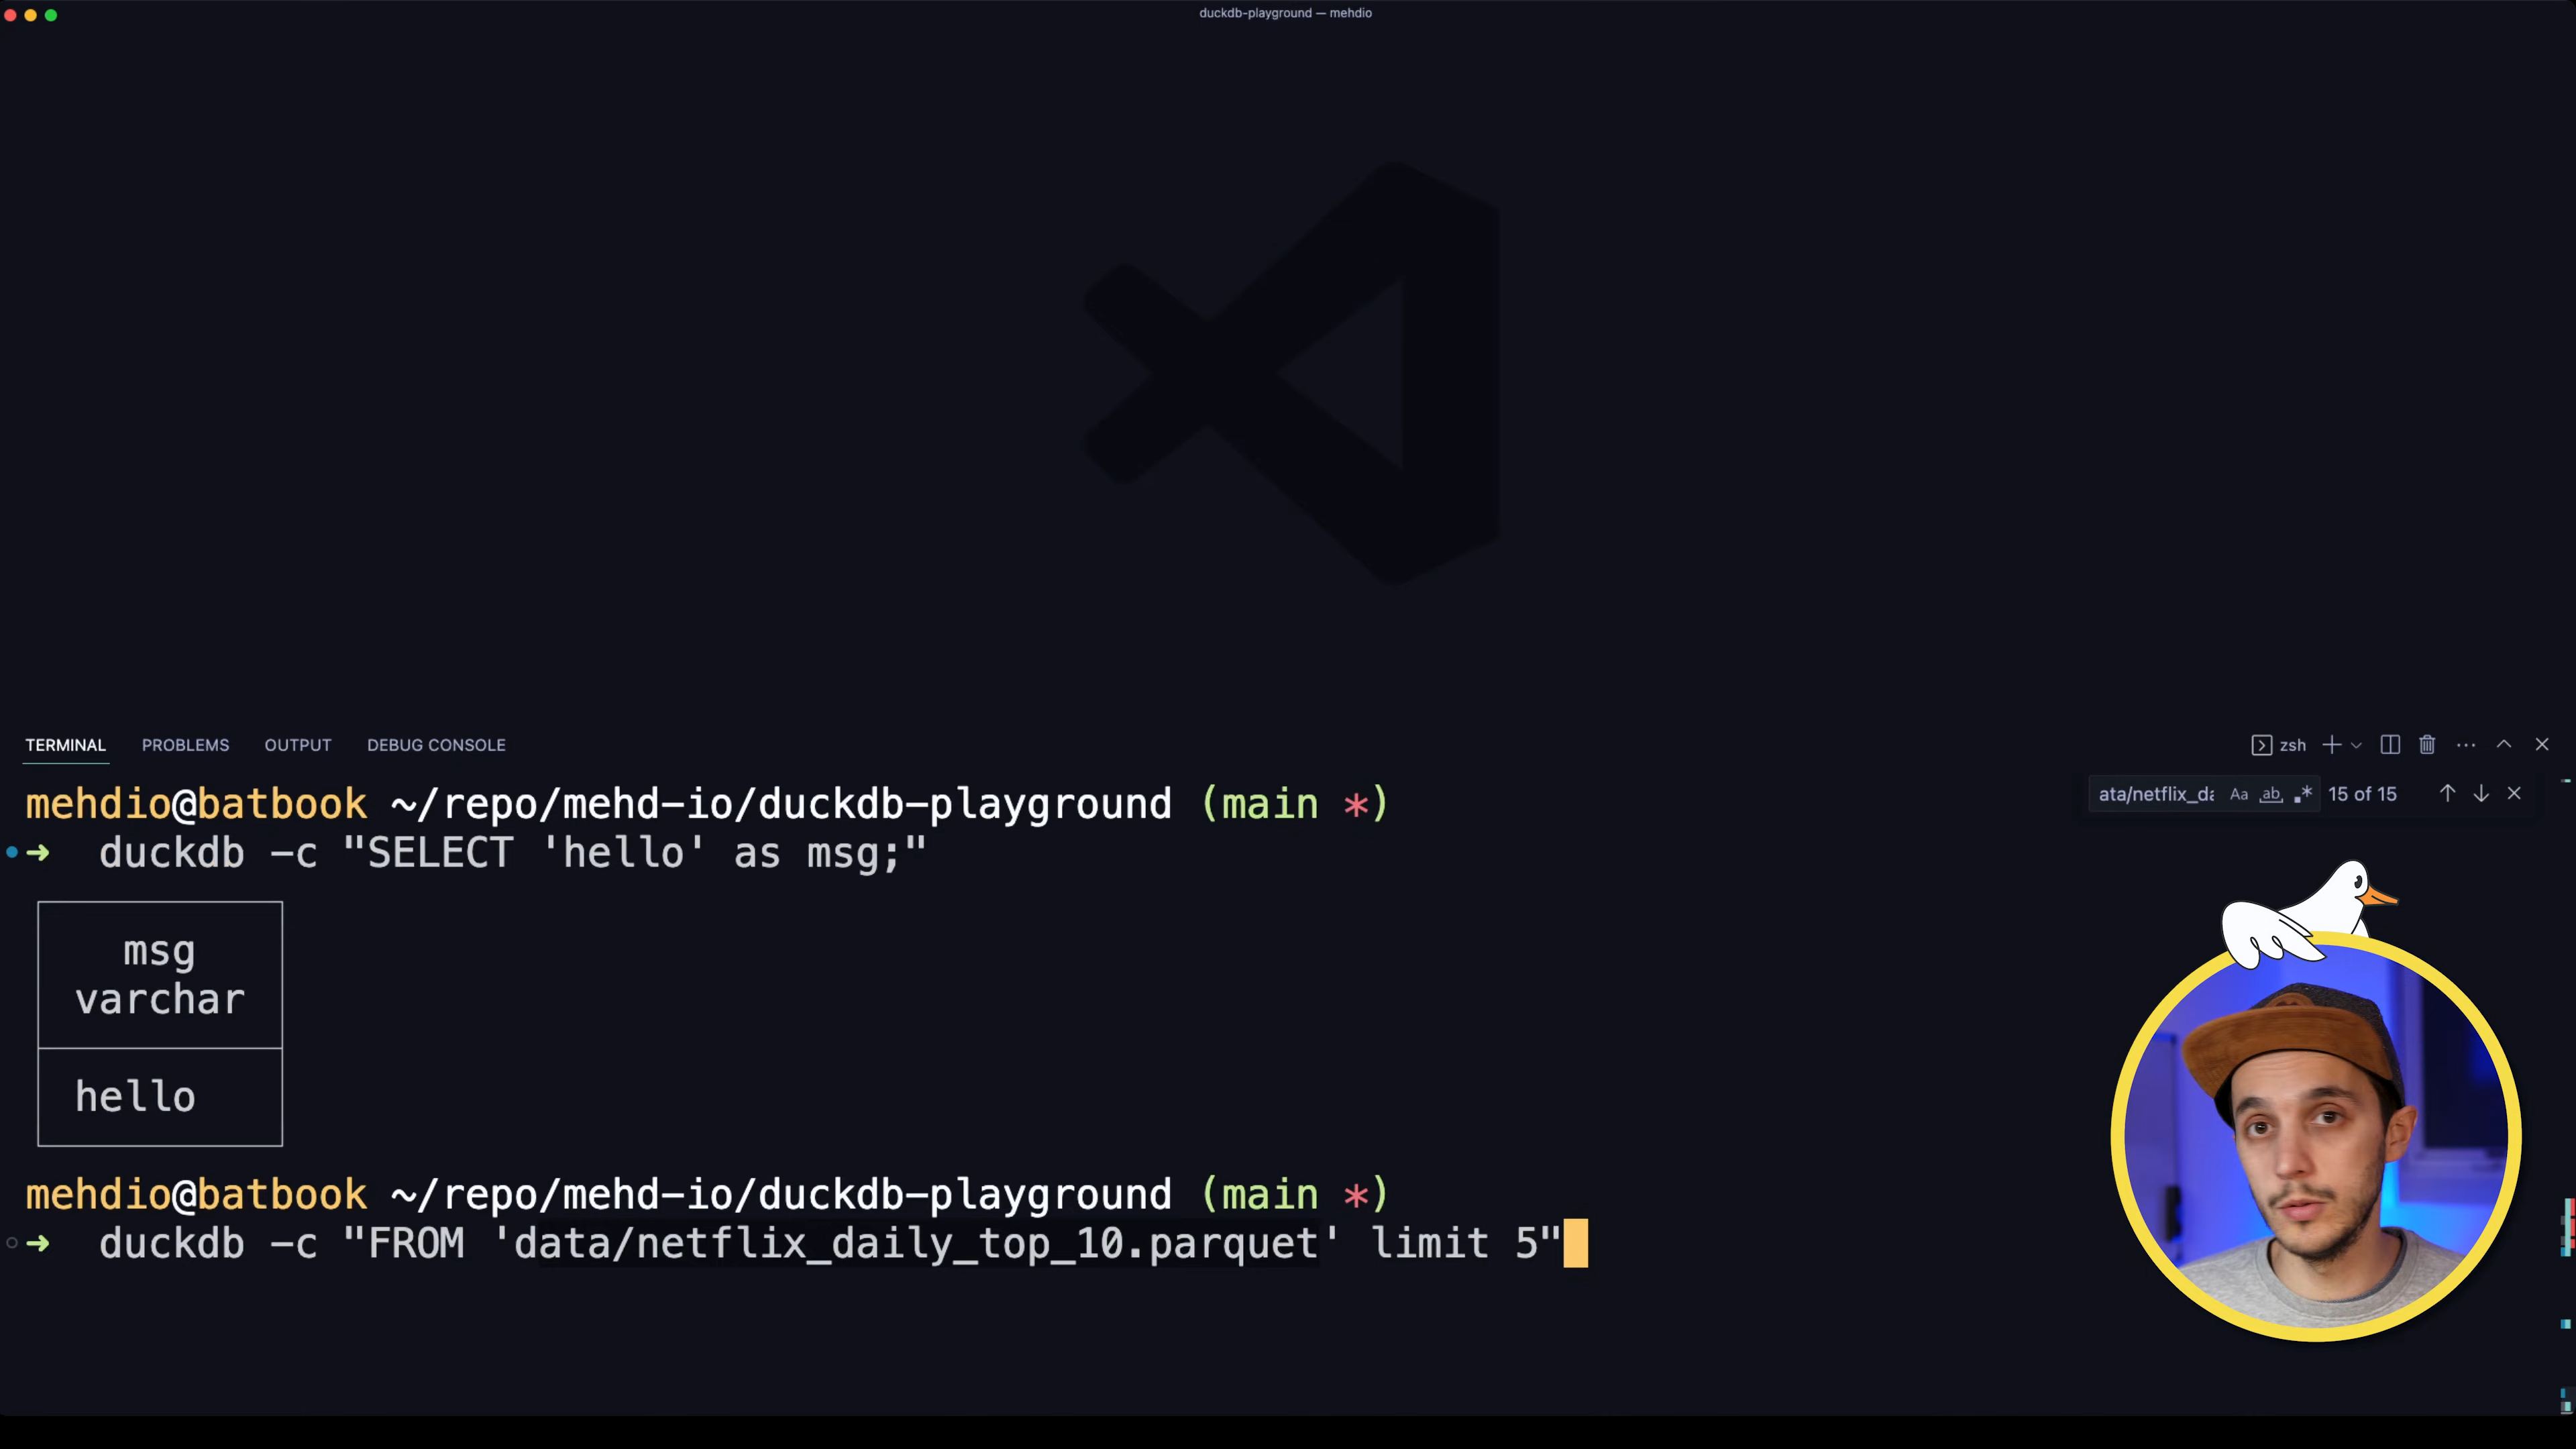 duckdb-playground — mehdio
TERMINAL PROBLEMS OUTPUT DEBUG CONSOLE
zsh
mehdio@batbook ~/repo/mehd-io/duckdb-playground (main *)
ata/netflix_da Aa ab .* 15 of 15
➜ duckdb -c "SELECT 'hello' as msg;"
msg
varchar
hello
mehdio@batbook ~/repo/mehd-io/duckdb-playground (main *)
➜ duckdb -c "FROM 'data/netflix_daily_top_10.parquet' limit 5"